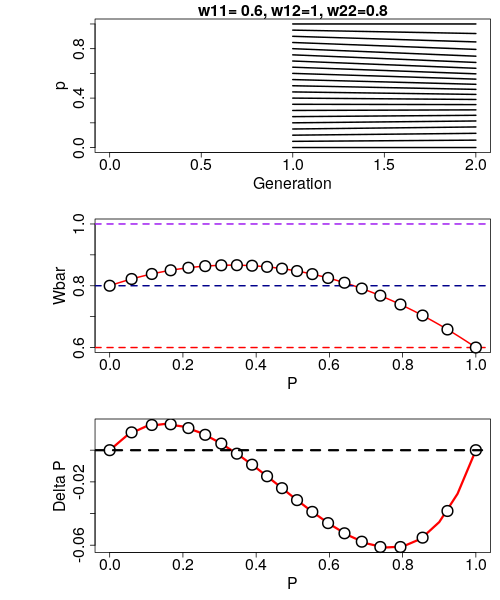 w11= 0.6, w12=1, w22=0.8
p
0.8
0.4
0.0
0.0 0.5 1.0 1.5 2.0
Generation
Wbar
1.0
0.8
0.6
0.0 0.2 0.4 0.6 0.8 1.0
P
Delta P
-0.02
-0.06
0.0 0.2 0.4 0.6 0.8 1.0
P